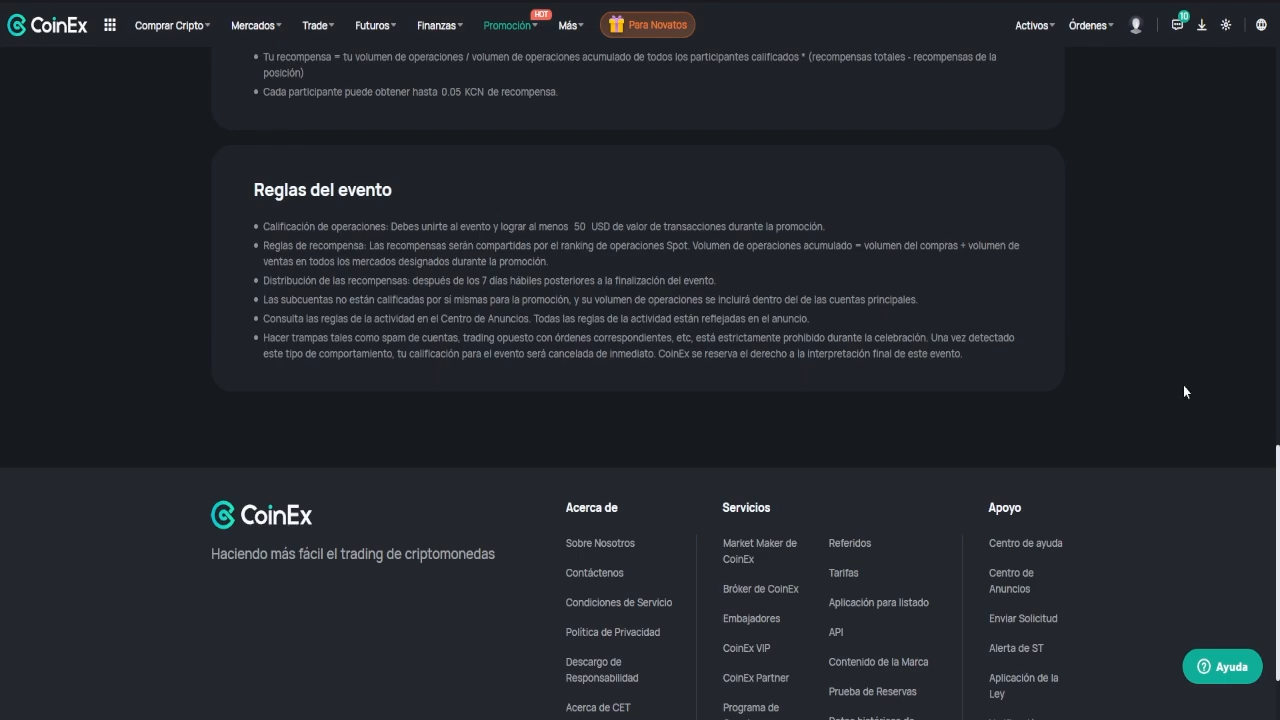 CoinEx Comprar Cripto Mercados Trade Futuros Finanzas Promoción HOT Más Para Novatos Activos Órdenes 10
Tu recompensa = tu volumen de operaciones / volumen de operaciones acumulado de todos los participantes calificados * (recompensas totales - recompensas de la
posición)
Cada participante puede obtener hasta 0.05 KCN de recompensa.
Reglas del evento
Calificación de operaciones: Debes unirte al evento y lograr al menos 50 USD de valor de transacciones durante la promoción.
Reglas de recompensa: Las recompensas serán compartidas por el ranking de operaciones Spot. Volumen de operaciones acumulado = volumen del compras + volumen de
ventas en todos los mercados designados durante la promoción.
Distribución de las recompensas: después de los 7 días hábiles posteriores a la finalización del evento.
Las subcuentas no están calificadas por sí mismas para la promoción, y su volumen de operaciones se incluirá dentro del de las cuentas principales.
Consulta las reglas de la actividad en el Centro de Anuncios. Todas las reglas de la actividad están reflejadas en el anuncio.
Hacer trampas tales como spam de cuentas, trading opuesto con órdenes correspondientes, etc, está estrictamente prohibido durante la celebración. Una vez detectado
este tipo de comportamiento, tu calificación para el evento será cancelada de inmediato. CoinEx se reserva el derecho a la interpretación final de este evento.
CoinEx
Haciendo más fácil el trading de criptomonedas
Acerca de
Sobre Nosotros
Contáctenos
Condiciones de Servicio
Política de Privacidad
Descargo de
Responsabilidad
Acerca de CET
Servicios
Market Maker de
CoinEx
Bróker de CoinEx
Embajadores
CoinEx VIP
CoinEx Partner
Programa de
Referidos
Tarifas
Aplicación para listado
API
Contenido de la Marca
Prueba de Reservas
Apoyo
Centro de ayuda
Centro de
Anuncios
Enviar Solicitud
Alerta de ST
Aplicación de la
Ley
Ayuda